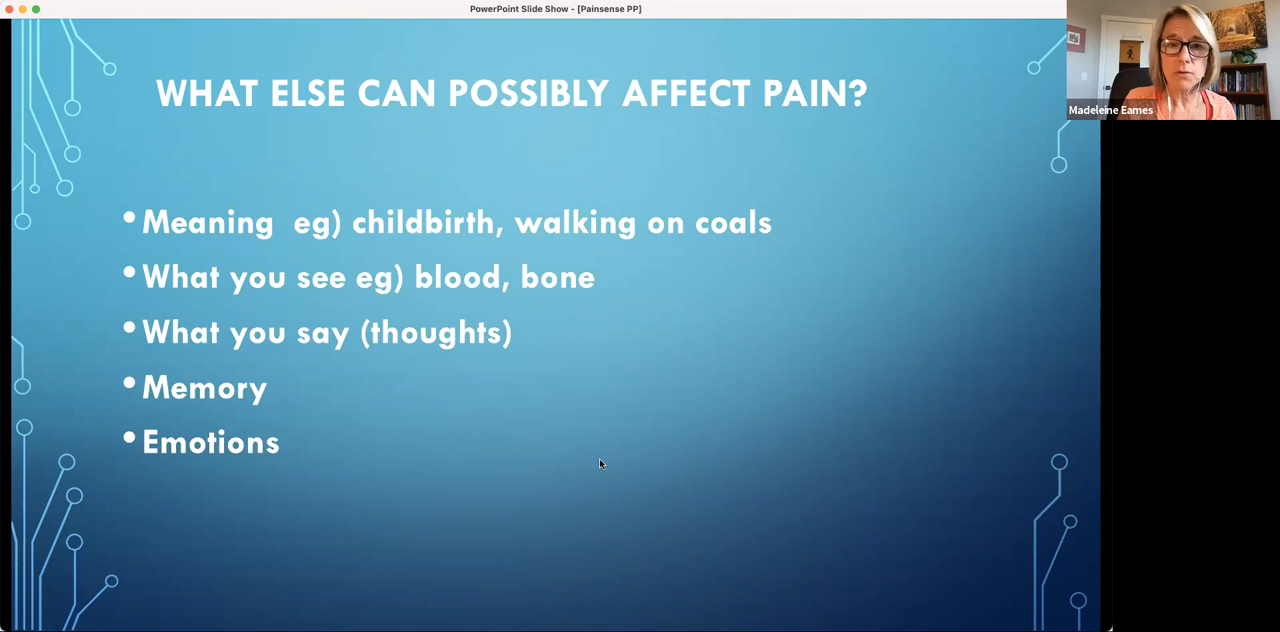 PowerPoint Slide Show - [Painsense PP]
WHAT ELSE CAN POSSIBLY AFFECT PAIN?
Madeleine Eames
• Meaning  eg) childbirth, walking on coals
• What you see eg) blood, bone
• What you say (thoughts)
• Memory
• Emotions